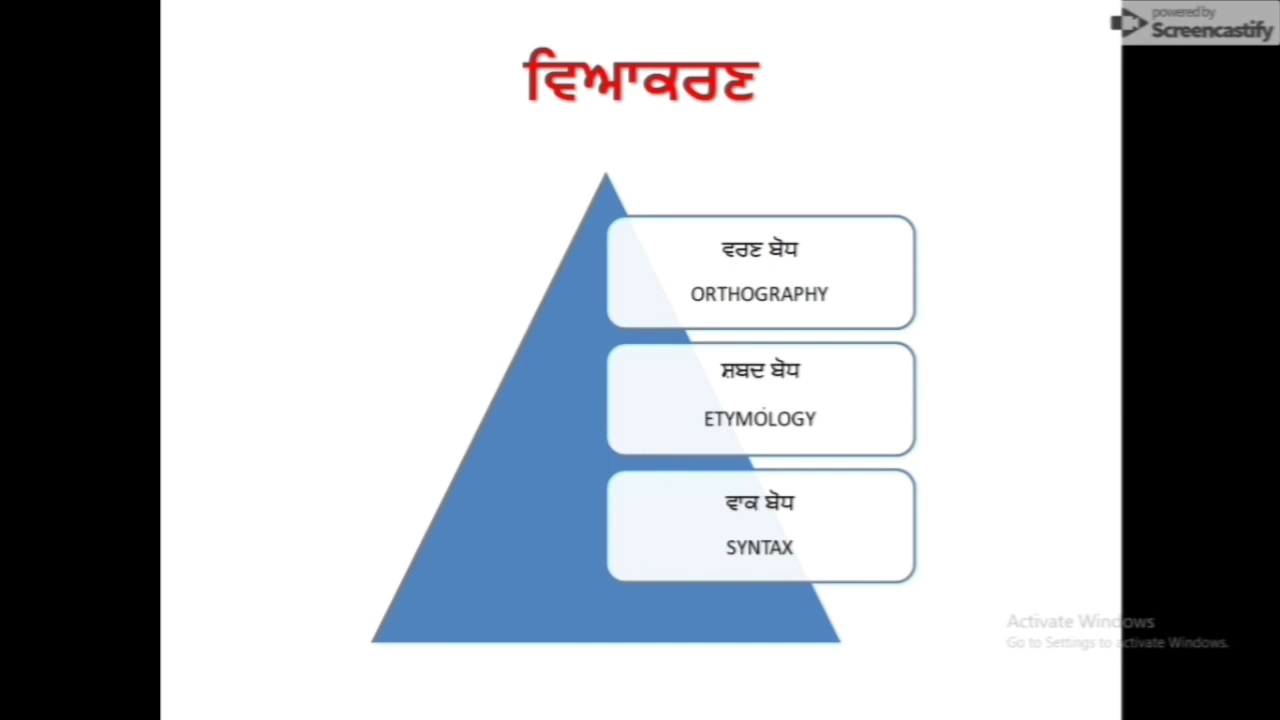 powered by
Screencastify
ਵਿਆਕਰਣ
ਵਰਣ ਬੋਧ
ORTHOGRAPHY
ਸ਼ਬਦ ਬੋਧ
ETYMOLOGY
ਵਾਕ ਬੋਧ
SYNTAX
Activate Windows
Go to Settings to activate Windows.